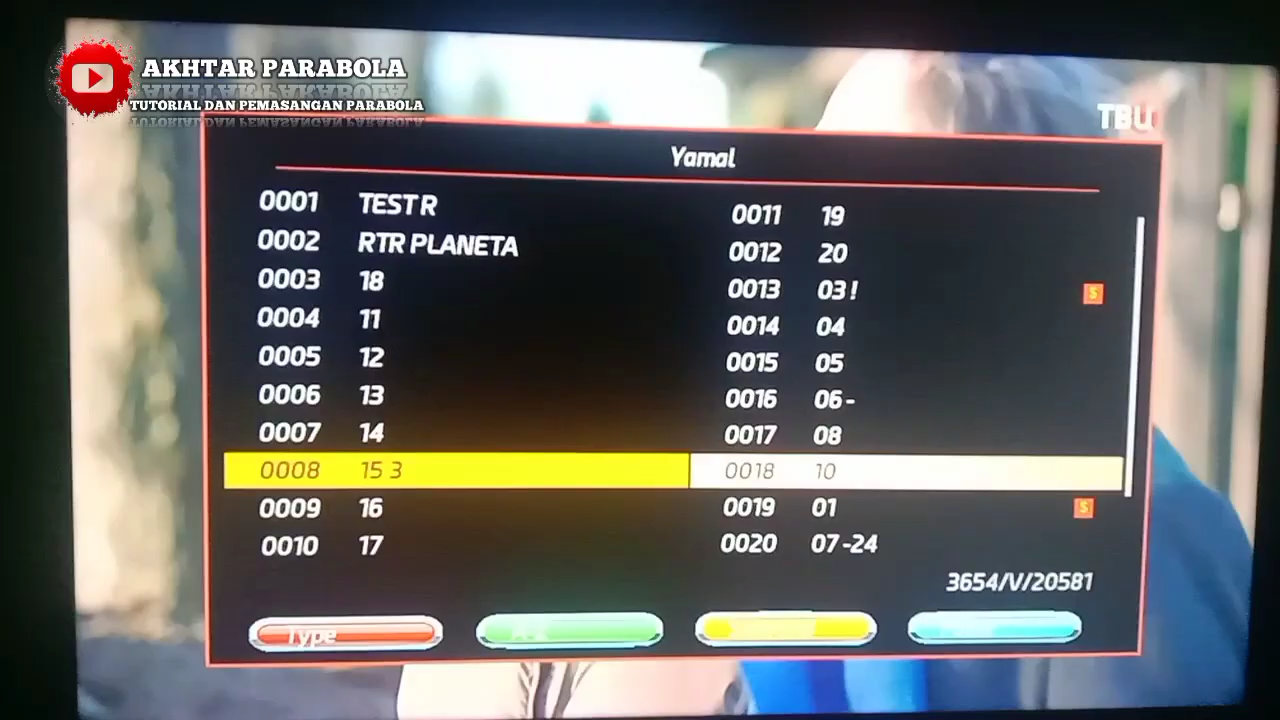 AKHTAR PARABOLA
TUTORIAL DAN PEMASANGAN PARABOLA
Yamal
0001 TEST R
0002 RTR PLANETA
0003 18
0004 11
0005 12
0006 13
0007 14
0008 15 3
0009 16
0010 17
0011 19
0012 20
0013 03!
S
0014 04
0015 05
0016 06-
0017 08
0018 10
0019 01
S
0020 07-24
3654/V/20581
Type